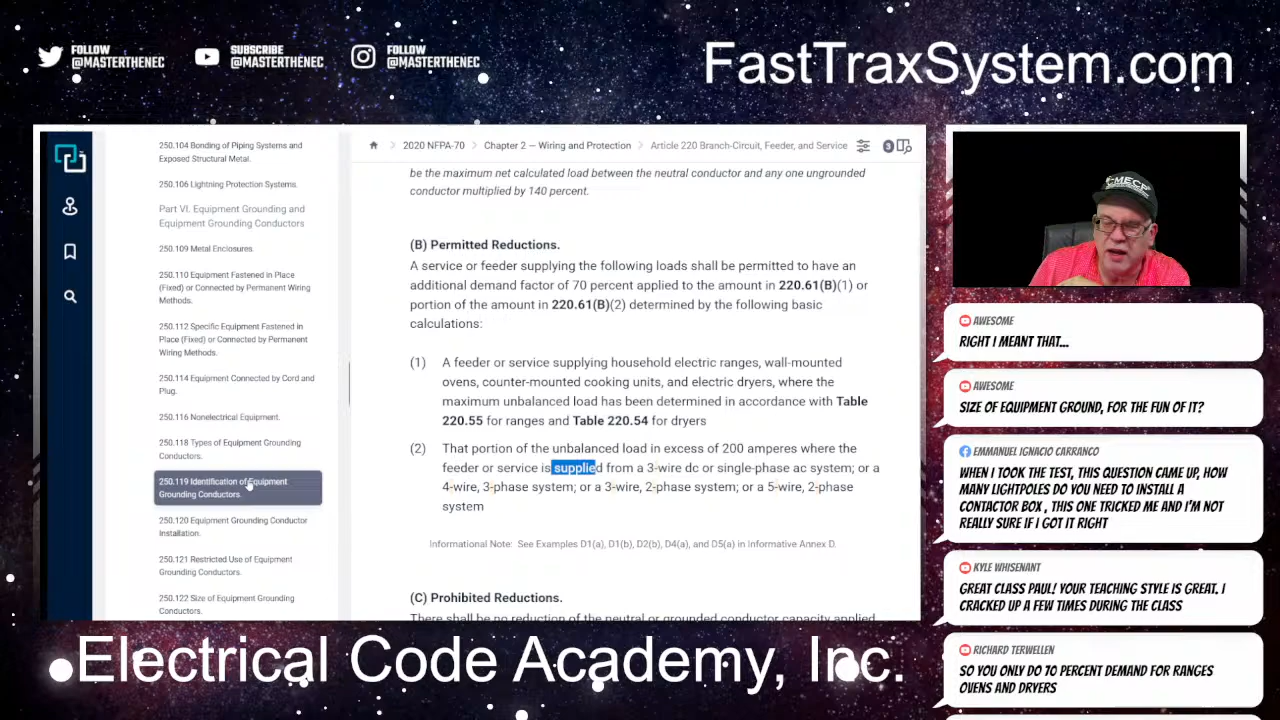 FOLLOW
@MASTERTHENEC
SUBSCRIBE
@MASTERTHENEC
FOLLOW
@MASTERTHENEC
FastTraxSystem.com
250.104 Bonding of Piping Systems and
Exposed Structural Metal.
250.106 Lightning Protection Systems.
Part VI. Equipment Grounding and
Equipment Grounding Conductors
250.109 Metal Enclosures.
250.110 Equipment Fastened in Place
(Fixed) or Connected by Permanent Wiring
Methods.
250.112 Specific Equipment Fastened in
Place (Fixed) or Connected by Permanent
Wiring Methods.
250.114 Equipment Connected by Cord and
Plug.
250.116 Nonelectrical Equipment.
250.118 Types of Equipment Grounding
Conductors.
250.119 Identification of Equipment
Grounding Conductors.
250.120 Equipment Grounding Conductor
Installation.
250.121 Restricted Use of Equipment
Grounding Conductors.
250.122 Size of Equipment Grounding
Conductors.
2020 NFPA-70 > Chapter 2 — Wiring and Protection > Article 220 Branch-Circuit, Feeder, and Service
3
be the maximum net calculated load between the neutral conductor and any one ungrounded
conductor multiplied by 140 percent.
(B) Permitted Reductions.
A service or feeder supplying the following loads shall be permitted to have an
additional demand factor of 70 percent applied to the amount in 220.61(B)(1) or
portion of the amount in 220.61(B)(2) determined by the following basic
calculations:
(1) A feeder or service supplying household electric ranges, wall-mounted
ovens, counter-mounted cooking units, and electric dryers, where the
maximum unbalanced load has been determined in accordance with Table
220.55 for ranges and Table 220.54 for dryers
(2) That portion of the unbalanced load in excess of 200 amperes where the
feeder or service is supplied from a 3-wire dc or single-phase ac system; or a
4-wire, 3-phase system; or a 3-wire, 2-phase system; or a 5-wire, 2-phase
system
Informational Note: See Examples D1(a), D1(b), D2(b), D4(a), and D5(a) in Informative Annex D.
(C) Prohibited Reductions.
There shall be no reduction of the neutral or grounded conductor capacity applied
MECP
AWESOME
RIGHT I MEANT THAT...
AWESOME
SIZE OF EQUIPMENT GROUND, FOR THE FUN OF IT?
EMMANUEL IGNACIO CARRANCO
WHEN I TOOK THE TEST, THIS QUESTION CAME UP, HOW
MANY LIGHTPOLES DO YOU NEED TO INSTALL A
CONTACTOR BOX , THIS ONE TRICKED ME AND I'M NOT
REALLY SURE IF I GOT IT RIGHT
KYLE WHISENANT
GREAT CLASS PAUL! YOUR TEACHING STYLE IS GREAT. I
CRACKED UP A FEW TIMES DURING THE CLASS
RICHARD TERWELLEN
SO YOU ONLY DO 70 PERCENT DEMAND FOR RANGES
OVENS AND DRYERS
Electrical Code Academy, Inc.